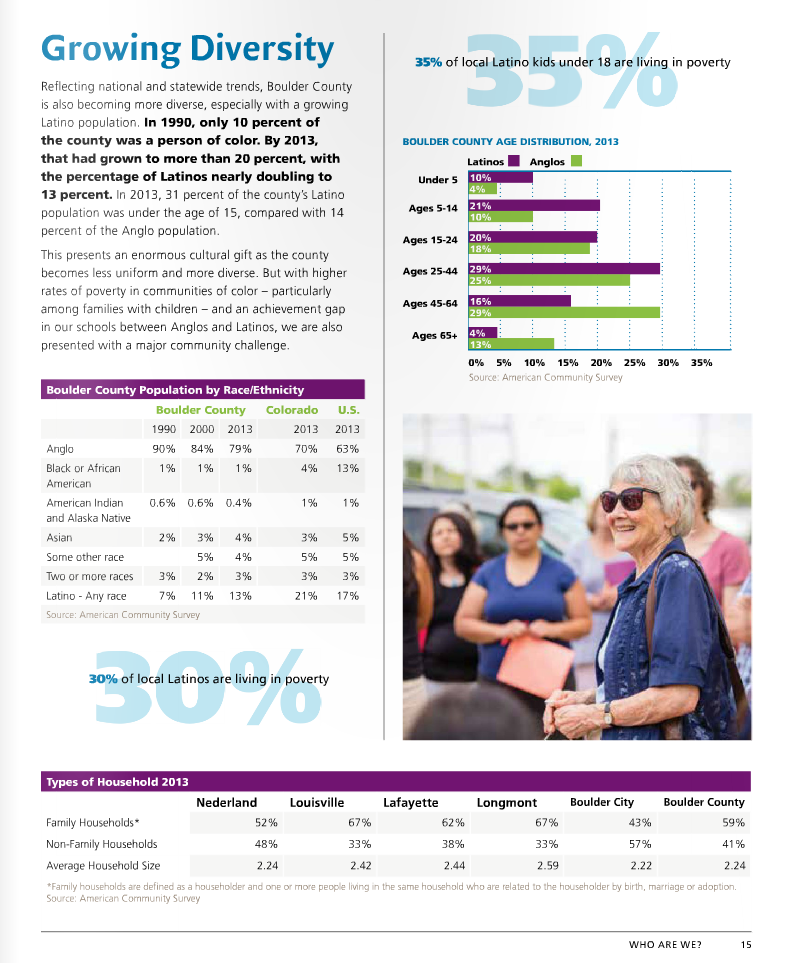 Growing Diversity
Reflecting national and statewide trends, Boulder County
is also becoming more diverse, especially with a growing
Latino population. In 1990, only 10 percent of
the county was a person of color. By 2013,
that had grown to more than 20 percent, with
the percentage of Latinos nearly doubling to
13 percent. In 2013, 31 percent of the county's Latino
population was under the age of 15, compared with 14
percent of the Anglo population.
This presents an enormous cultural gift as the county
becomes less uniform and more diverse. But with higher
rates of poverty in communities of color – particularly
among families with children – and an achievement gap
in our schools between Anglos and Latinos, we are also
presented with a major community challenge.
Boulder County Population by Race/Ethnicity
Boulder County Colorado U.S.
1990 2000 2013 2013 2013
Anglo 90% 84% 79% 70% 63%
Black or African 1% 1% 1% 4% 13%
American
American Indian 0.6% 0.6% 0.4% 1% 1%
and Alaska Native
Asian 2% 3% 4% 3% 5%
Some other race 5% 4% 5% 5%
Two or more races 3% 2% 3% 3% 3%
Latino - Any race 7% 11% 13% 21% 17%
Source: American Community Survey
30%
30% of local Latinos are living in poverty
35%
35% of local Latino kids under 18 are living in poverty
BOULDER COUNTY AGE DISTRIBUTION, 2013
Latinos Anglos
Under 5 10%
4%
Ages 5-14 21%
10%
Ages 15-24 20%
18%
Ages 25-44 29%
25%
Ages 45-64 16%
29%
Ages 65+ 4%
13%
0% 5% 10% 15% 20% 25% 30% 35%
Source: American Community Survey
Types of Household 2013
Nederland Louisville Lafayette Longmont Boulder City Boulder County
Family Households* 52% 67% 62% 67% 43% 59%
Non-Family Households 48% 33% 38% 33% 57% 41%
Average Household Size 2.24 2.42 2.44 2.59 2.22 2.24
*Family households are defined as a householder and one or more people living in the same household who are related to the householder by birth, marriage or adoption.
Source: American Community Survey
WHO ARE WE? 15